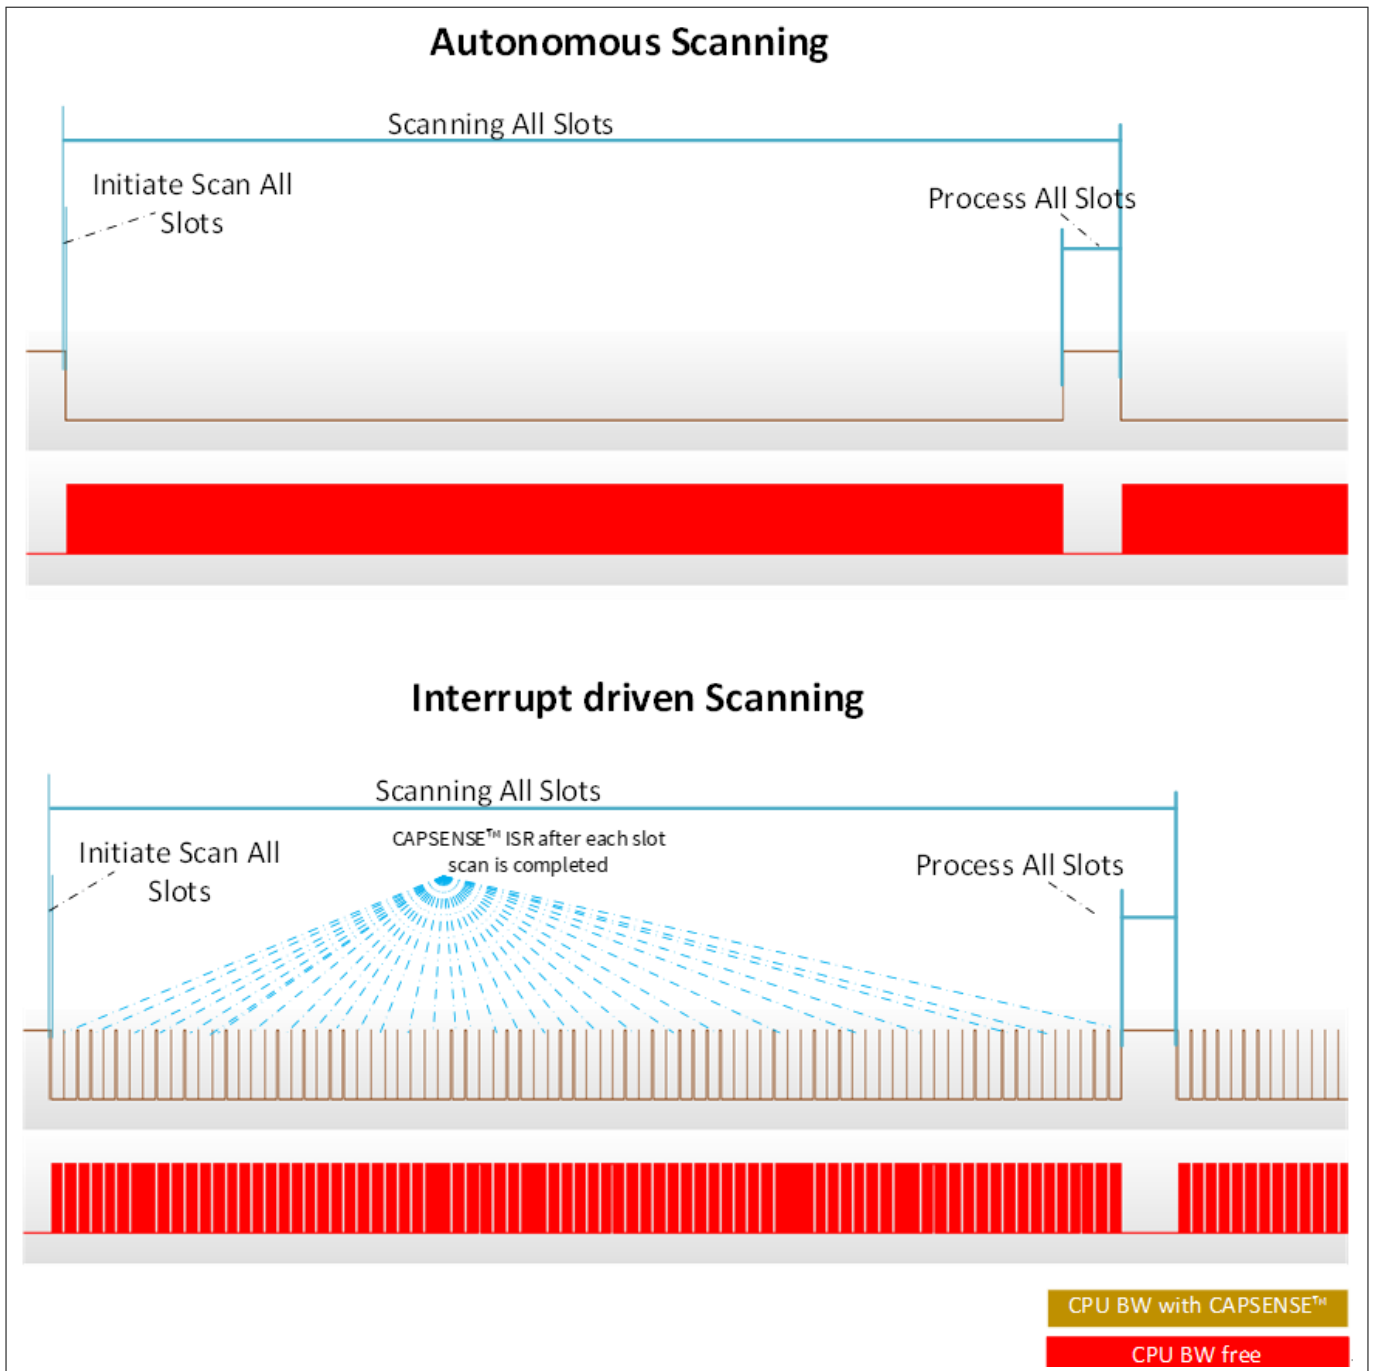 Autonomous Scanning
Scanning All Slots
Initiate Scan All
Slots
Process All Slots
Interrupt driven Scanning
Scanning All Slots
CAPSENSE™ ISR after each slot
scan is completed
Initiate Scan All
Slots
Process All Slots
CPU BW with CAPSENSE™
CPU BW free